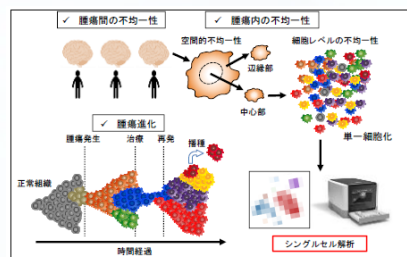 ✓ 腫瘍間の不均一性
✓ 腫瘍内の不均一性
空間的不均一性
辺縁部
中心部
細胞レベルの不均一性
単一細胞化
✓ 腫瘍進化
腫瘍発生
治療
再発
播種
正常組織
時間経過
シングルセル解析